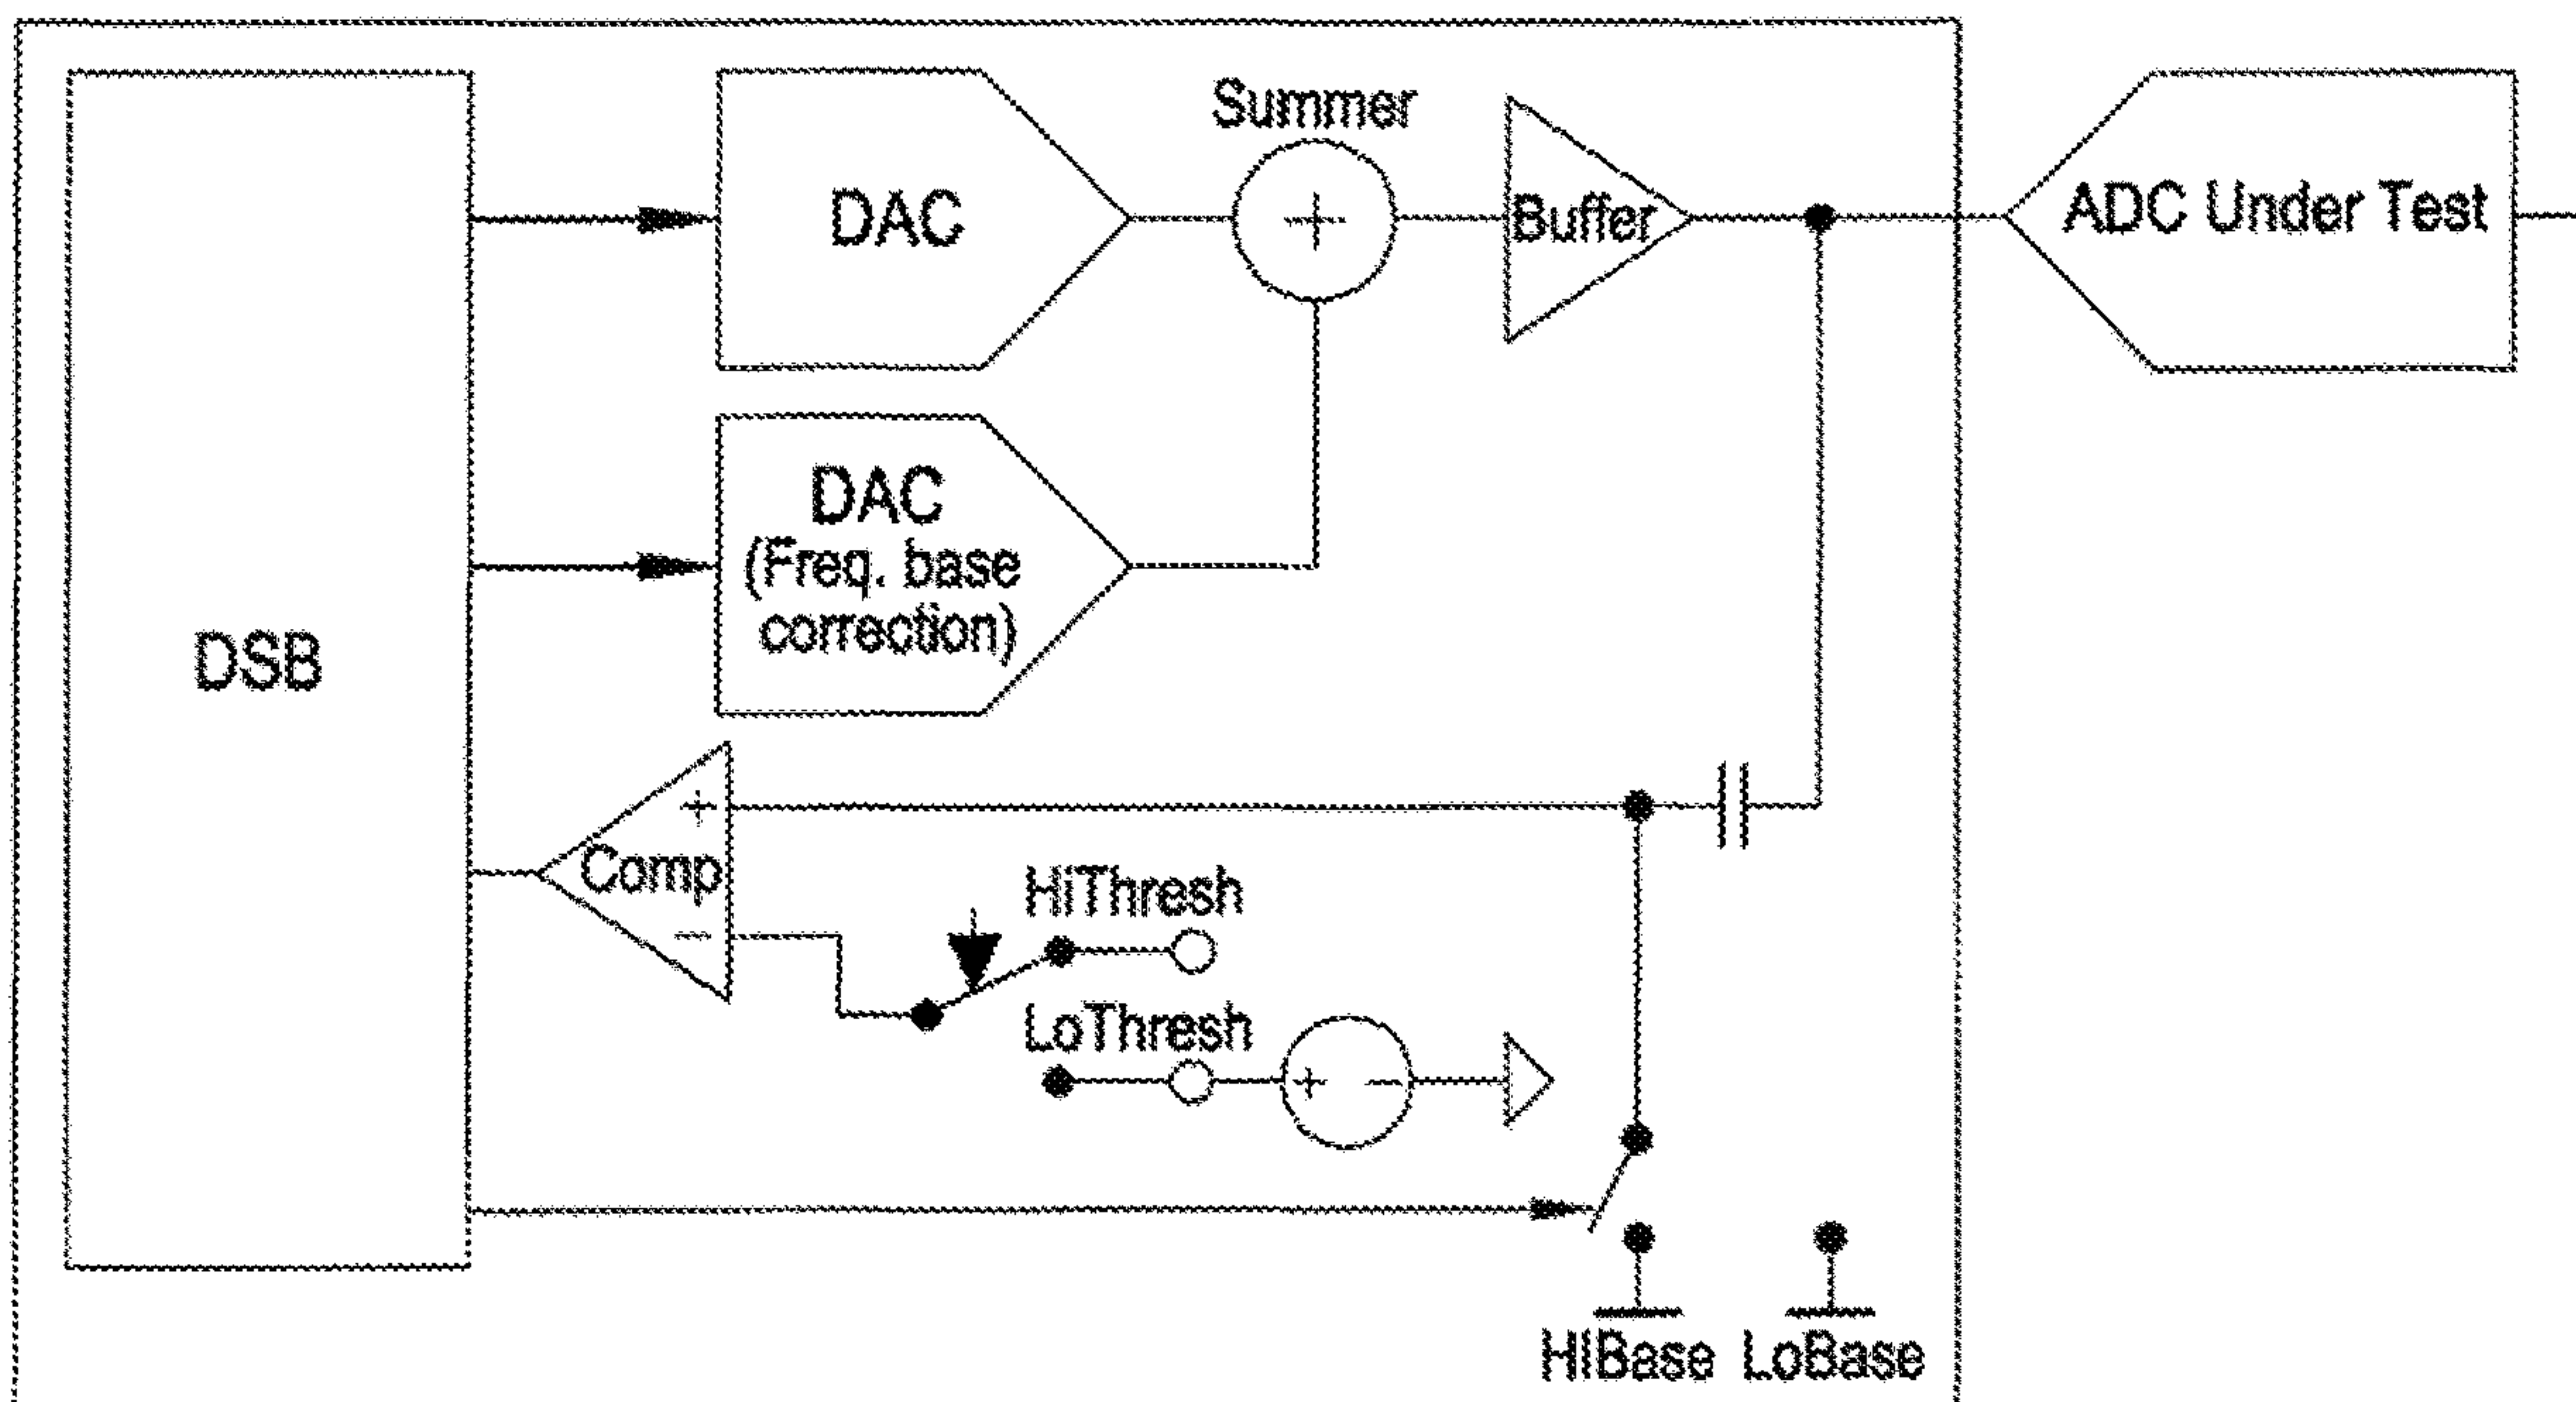 Summer
DAC
+
Buffer
ADC Under Test
DAC
(Freq. base
correction)
DSB
+
Comp
−
HiThresh
LoThresh
+ −
HiBase LoBase